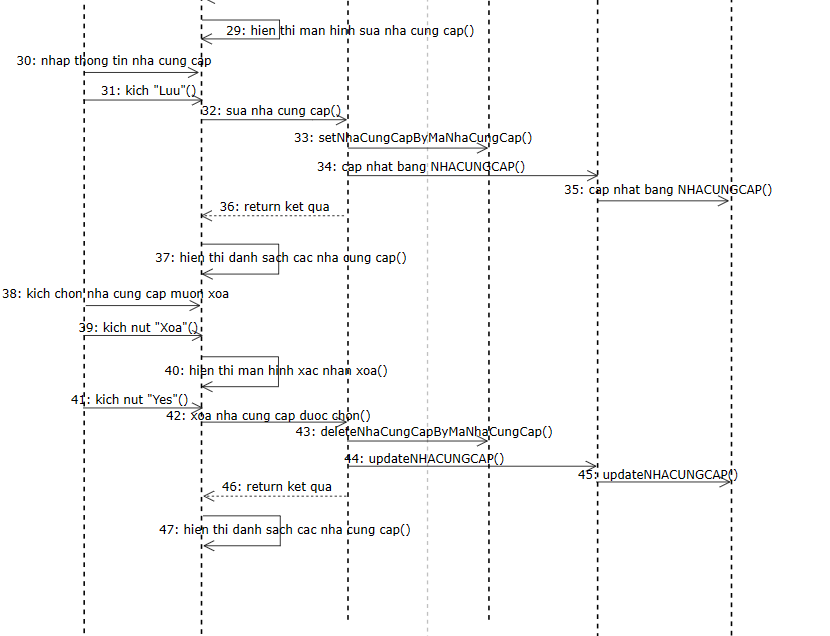 29: hien thi man hinh sua nha cung cap()
30: nhap thong tin nha cung cap
31: kich "Luu"()
32: sua nha cung cap()
33: setNhaCungCapByMaNhaCungCap()
34: cap nhat bang NHACUNGCAP()
35: cap nhat bang NHACUNGCAP()
36: return ket qua
37: hien thi danh sach cac nha cung cap()
38: kich chon nha cung cap muon xoa
39: kich nut "Xoa"()
40: hien thi man hinh xac nhan xoa()
41: kich nut "Yes"()
42: xoa nha cung cap duoc chon()
43: deleteNhaCungCapByMaNhaCungCap()
44: updateNHACUNGCAP()
45: updateNHACUNGCAP()
46: return ket qua
47: hien thi danh sach cac nha cung cap()